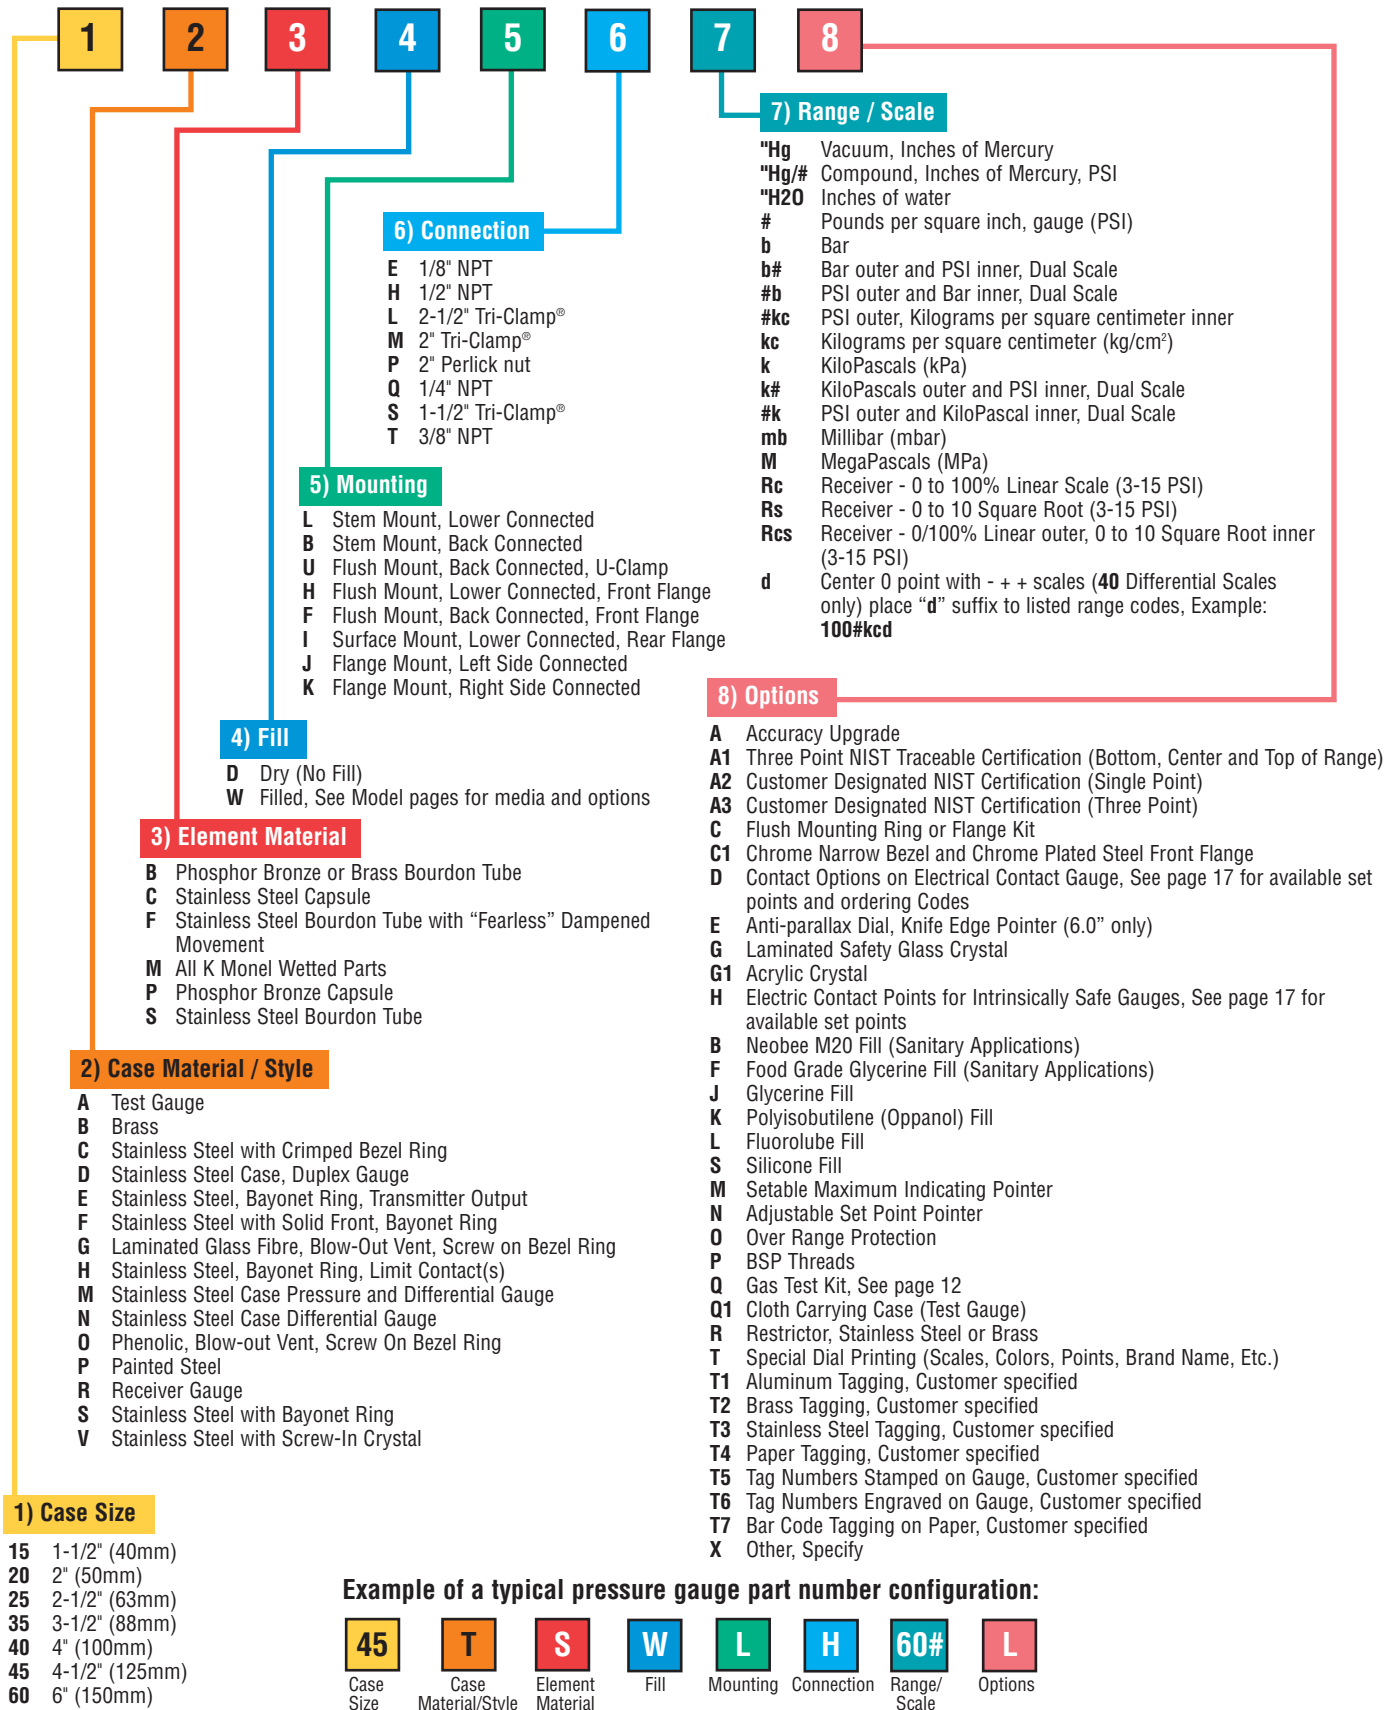 1 2 3 4 5 6 7 8
7) Range / Scale
"Hg Vacuum, Inches of Mercury
"Hg/# Compound, Inches of Mercury, PSI
"H2O Inches of water
# Pounds per square inch, gauge (PSI)
b Bar
b# Bar outer and PSI inner, Dual Scale
#b PSI outer and Bar inner, Dual Scale
#kc PSI outer, Kilograms per square centimeter inner
kc Kilograms per square centimeter (kg/cm²)
k KiloPascals (kPa)
k# KiloPascals outer and PSI inner, Dual Scale
#k PSI outer and KiloPascal inner, Dual Scale
mb Millibar (mbar)
M MegaPascals (MPa)
Rc Receiver - 0 to 100% Linear Scale (3-15 PSI)
Rs Receiver - 0 to 10 Square Root (3-15 PSI)
Rcs Receiver - 0/100% Linear outer, 0 to 10 Square Root inner
(3-15 PSI)
d Center 0 point with - + + scales (40 Differential Scales
only) place “d” suffix to listed range codes, Example:
100#kcd
6) Connection
E 1/8" NPT
H 1/2" NPT
L 2-1/2" Tri-Clamp®
M 2" Tri-Clamp®
P 2" Perlick nut
Q 1/4" NPT
S 1-1/2" Tri-Clamp®
T 3/8" NPT
5) Mounting
L Stem Mount, Lower Connected
B Stem Mount, Back Connected
U Flush Mount, Back Connected, U-Clamp
H Flush Mount, Lower Connected, Front Flange
F Flush Mount, Back Connected, Front Flange
I Surface Mount, Lower Connected, Rear Flange
J Flange Mount, Left Side Connected
K Flange Mount, Right Side Connected
4) Fill
D Dry (No Fill)
W Filled, See Model pages for media and options
3) Element Material
B Phosphor Bronze or Brass Bourdon Tube
C Stainless Steel Capsule
F Stainless Steel Bourdon Tube with “Fearless” Dampened
Movement
M All K Monel Wetted Parts
P Phosphor Bronze Capsule
S Stainless Steel Bourdon Tube
2) Case Material / Style
A Test Gauge
B Brass
C Stainless Steel with Crimped Bezel Ring
D Stainless Steel Case, Duplex Gauge
E Stainless Steel, Bayonet Ring, Transmitter Output
F Stainless Steel with Solid Front, Bayonet Ring
G Laminated Glass Fibre, Blow-Out Vent, Screw on Bezel Ring
H Stainless Steel, Bayonet Ring, Limit Contact(s)
M Stainless Steel Case Pressure and Differential Gauge
N Stainless Steel Case Differential Gauge
O Phenolic, Blow-out Vent, Screw On Bezel Ring
P Painted Steel
R Receiver Gauge
S Stainless Steel with Bayonet Ring
V Stainless Steel with Screw-In Crystal
1) Case Size
15 1-1/2" (40mm)
20 2" (50mm)
25 2-1/2" (63mm)
35 3-1/2" (88mm)
40 4" (100mm)
45 4-1/2" (125mm)
60 6" (150mm)
8) Options
A Accuracy Upgrade
A1 Three Point NIST Traceable Certification (Bottom, Center and Top of Range)
A2 Customer Designated NIST Certification (Single Point)
A3 Customer Designated NIST Certification (Three Point)
C Flush Mounting Ring or Flange Kit
C1 Chrome Narrow Bezel and Chrome Plated Steel Front Flange
D Contact Options on Electrical Contact Gauge, See page 17 for available set
points and ordering Codes
E Anti-parallax Dial, Knife Edge Pointer (6.0” only)
G Laminated Safety Glass Crystal
G1 Acrylic Crystal
H Electric Contact Points for Intrinsically Safe Gauges, See page 17 for
available set points
B Neobee M20 Fill (Sanitary Applications)
F Food Grade Glycerine Fill (Sanitary Applications)
J Glycerine Fill
K Polyisobutilene (Oppanol) Fill
L Fluorolube Fill
S Silicone Fill
M Setable Maximum Indicating Pointer
N Adjustable Set Point Pointer
O Over Range Protection
P BSP Threads
Q Gas Test Kit, See page 12
Q1 Cloth Carrying Case (Test Gauge)
R Restrictor, Stainless Steel or Brass
T Special Dial Printing (Scales, Colors, Points, Brand Name, Etc.)
T1 Aluminum Tagging, Customer specified
T2 Brass Tagging, Customer specified
T3 Stainless Steel Tagging, Customer specified
T4 Paper Tagging, Customer specified
T5 Tag Numbers Stamped on Gauge, Customer specified
T6 Tag Numbers Engraved on Gauge, Customer specified
T7 Bar Code Tagging on Paper, Customer specified
X Other, Specify
Example of a typical pressure gauge part number configuration:
45 T S W L H 60# L
Case Case Element Fill Mounting Connection Range/ Options
Size Material/Style Material Scale